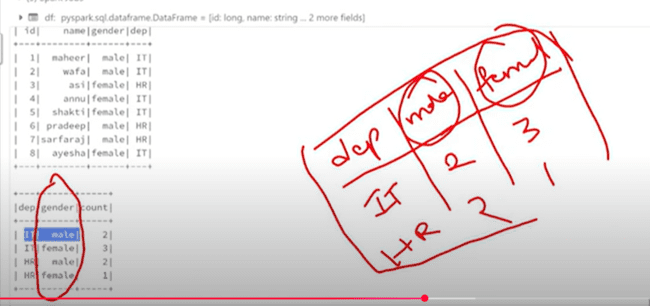 df: pyspark.sql.dataframe.DataFrame = [id: long, name: string ... 2 more fields]
| id| name|gender|dep|
+---+--------+------+---+
| 1| maheer| male| IT|
| 2| wafa| male| IT|
| 3| asi|female| HR|
| 4| annu|female| IT|
| 5| shakti|female| IT|
| 6| pradeep| male| HR|
| 7|sarfaraj| male| HR|
| 8| ayesha|female| IT|
+---+--------+------+---+
+---+------+-----+
|dep|gender|count|
+---+------+-----+
| IT| male| 2|
| IT|female| 3|
| HR| male| 2|
| HR|female| 1|
+---+------+-----+
dep male femal
IT 2 3
HR 2 1